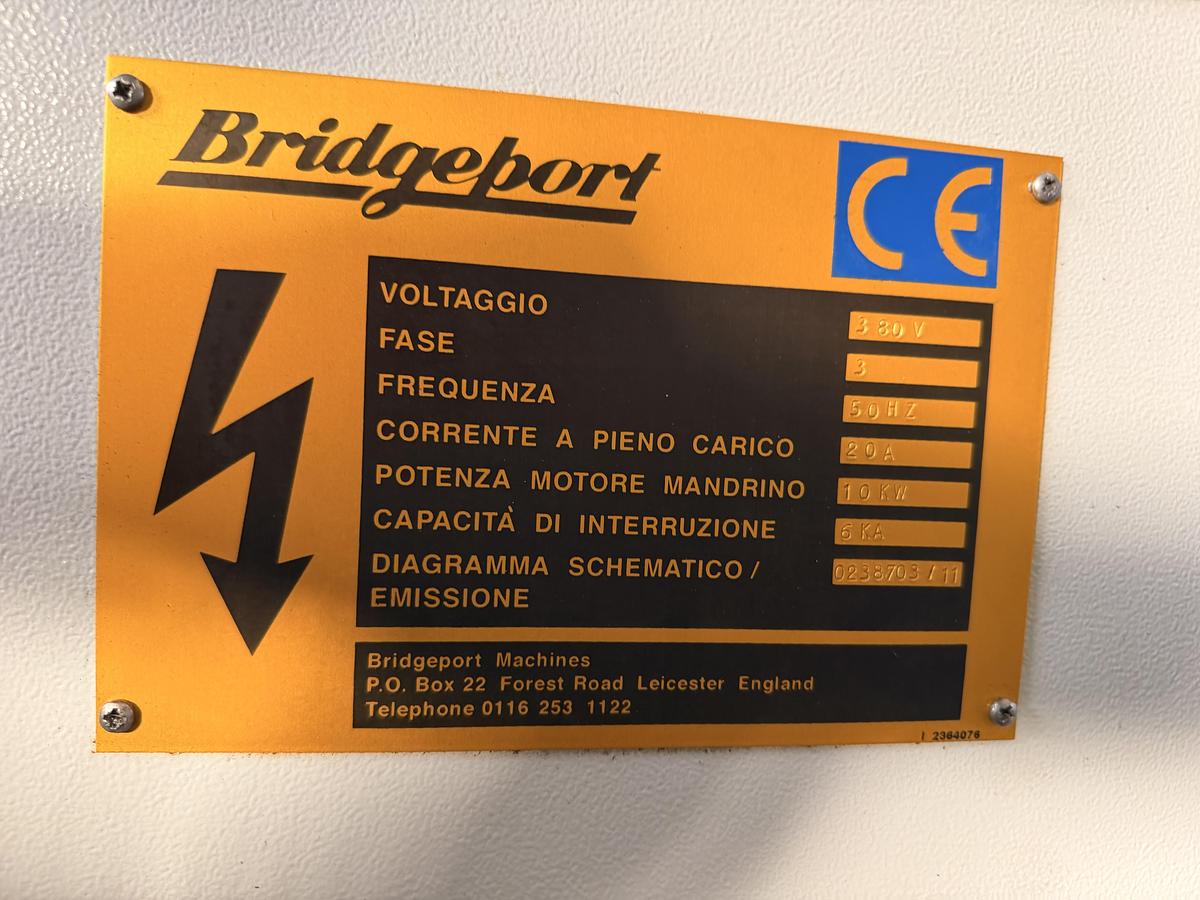 Bridgeport
CE
VOLTAGGIO 380V
FASE 3
FREQUENZA 50HZ
CORRENTE A PIENO CARICO 20A
POTENZA MOTORE MANDRINO 10KW
CAPACITÀ DI INTERRUZIONE 6KA
DIAGRAMMA SCHEMATICO / 0238703/11
EMISSIONE
Bridgeport Machines
P.O. Box 22 Forest Road Leicester England
Telephone 0116 253 1122
I 2364076